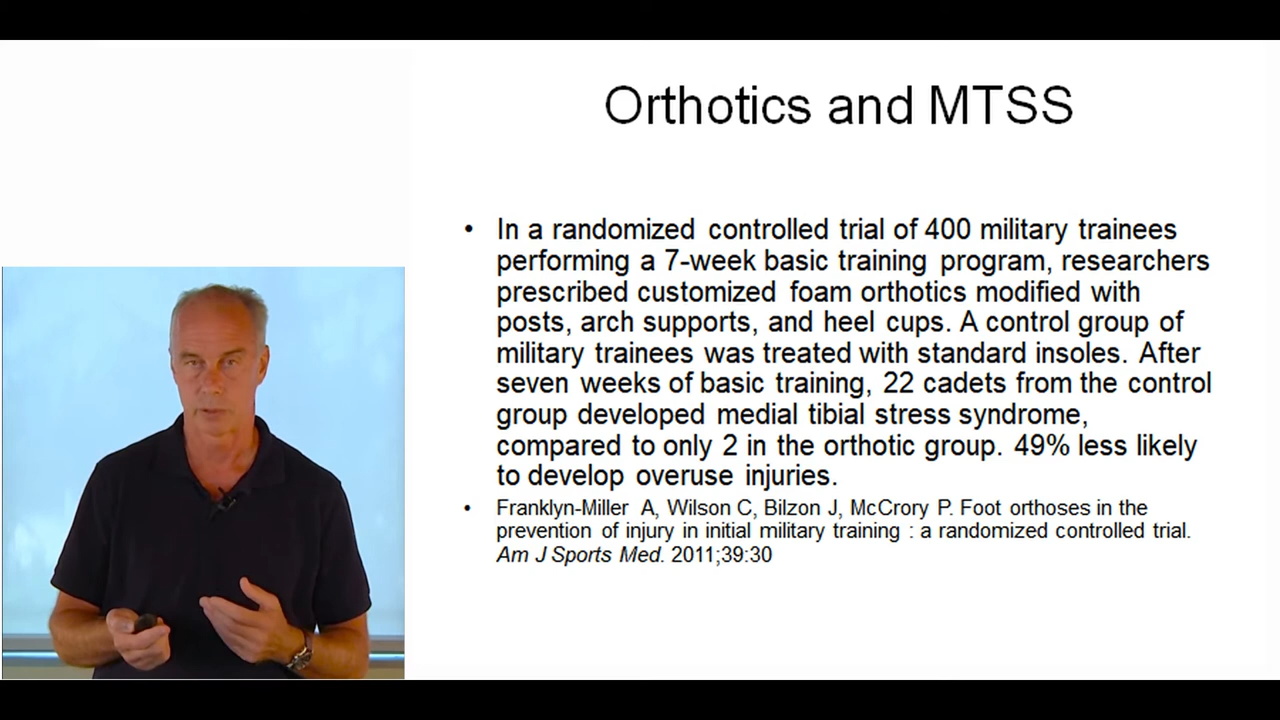 Orthotics and MTSS
• In a randomized controlled trial of 400 military trainees
performing a 7-week basic training program, researchers
prescribed customized foam orthotics modified with
posts, arch supports, and heel cups. A control group of
military trainees was treated with standard insoles. After
seven weeks of basic training, 22 cadets from the control
group developed medial tibial stress syndrome,
compared to only 2 in the orthotic group. 49% less likely
to develop overuse injuries.
• Franklyn-Miller A, Wilson C, Bilzon J, McCrory P. Foot orthoses in the
prevention of injury in initial military training : a randomized controlled trial.
Am J Sports Med. 2011;39:30